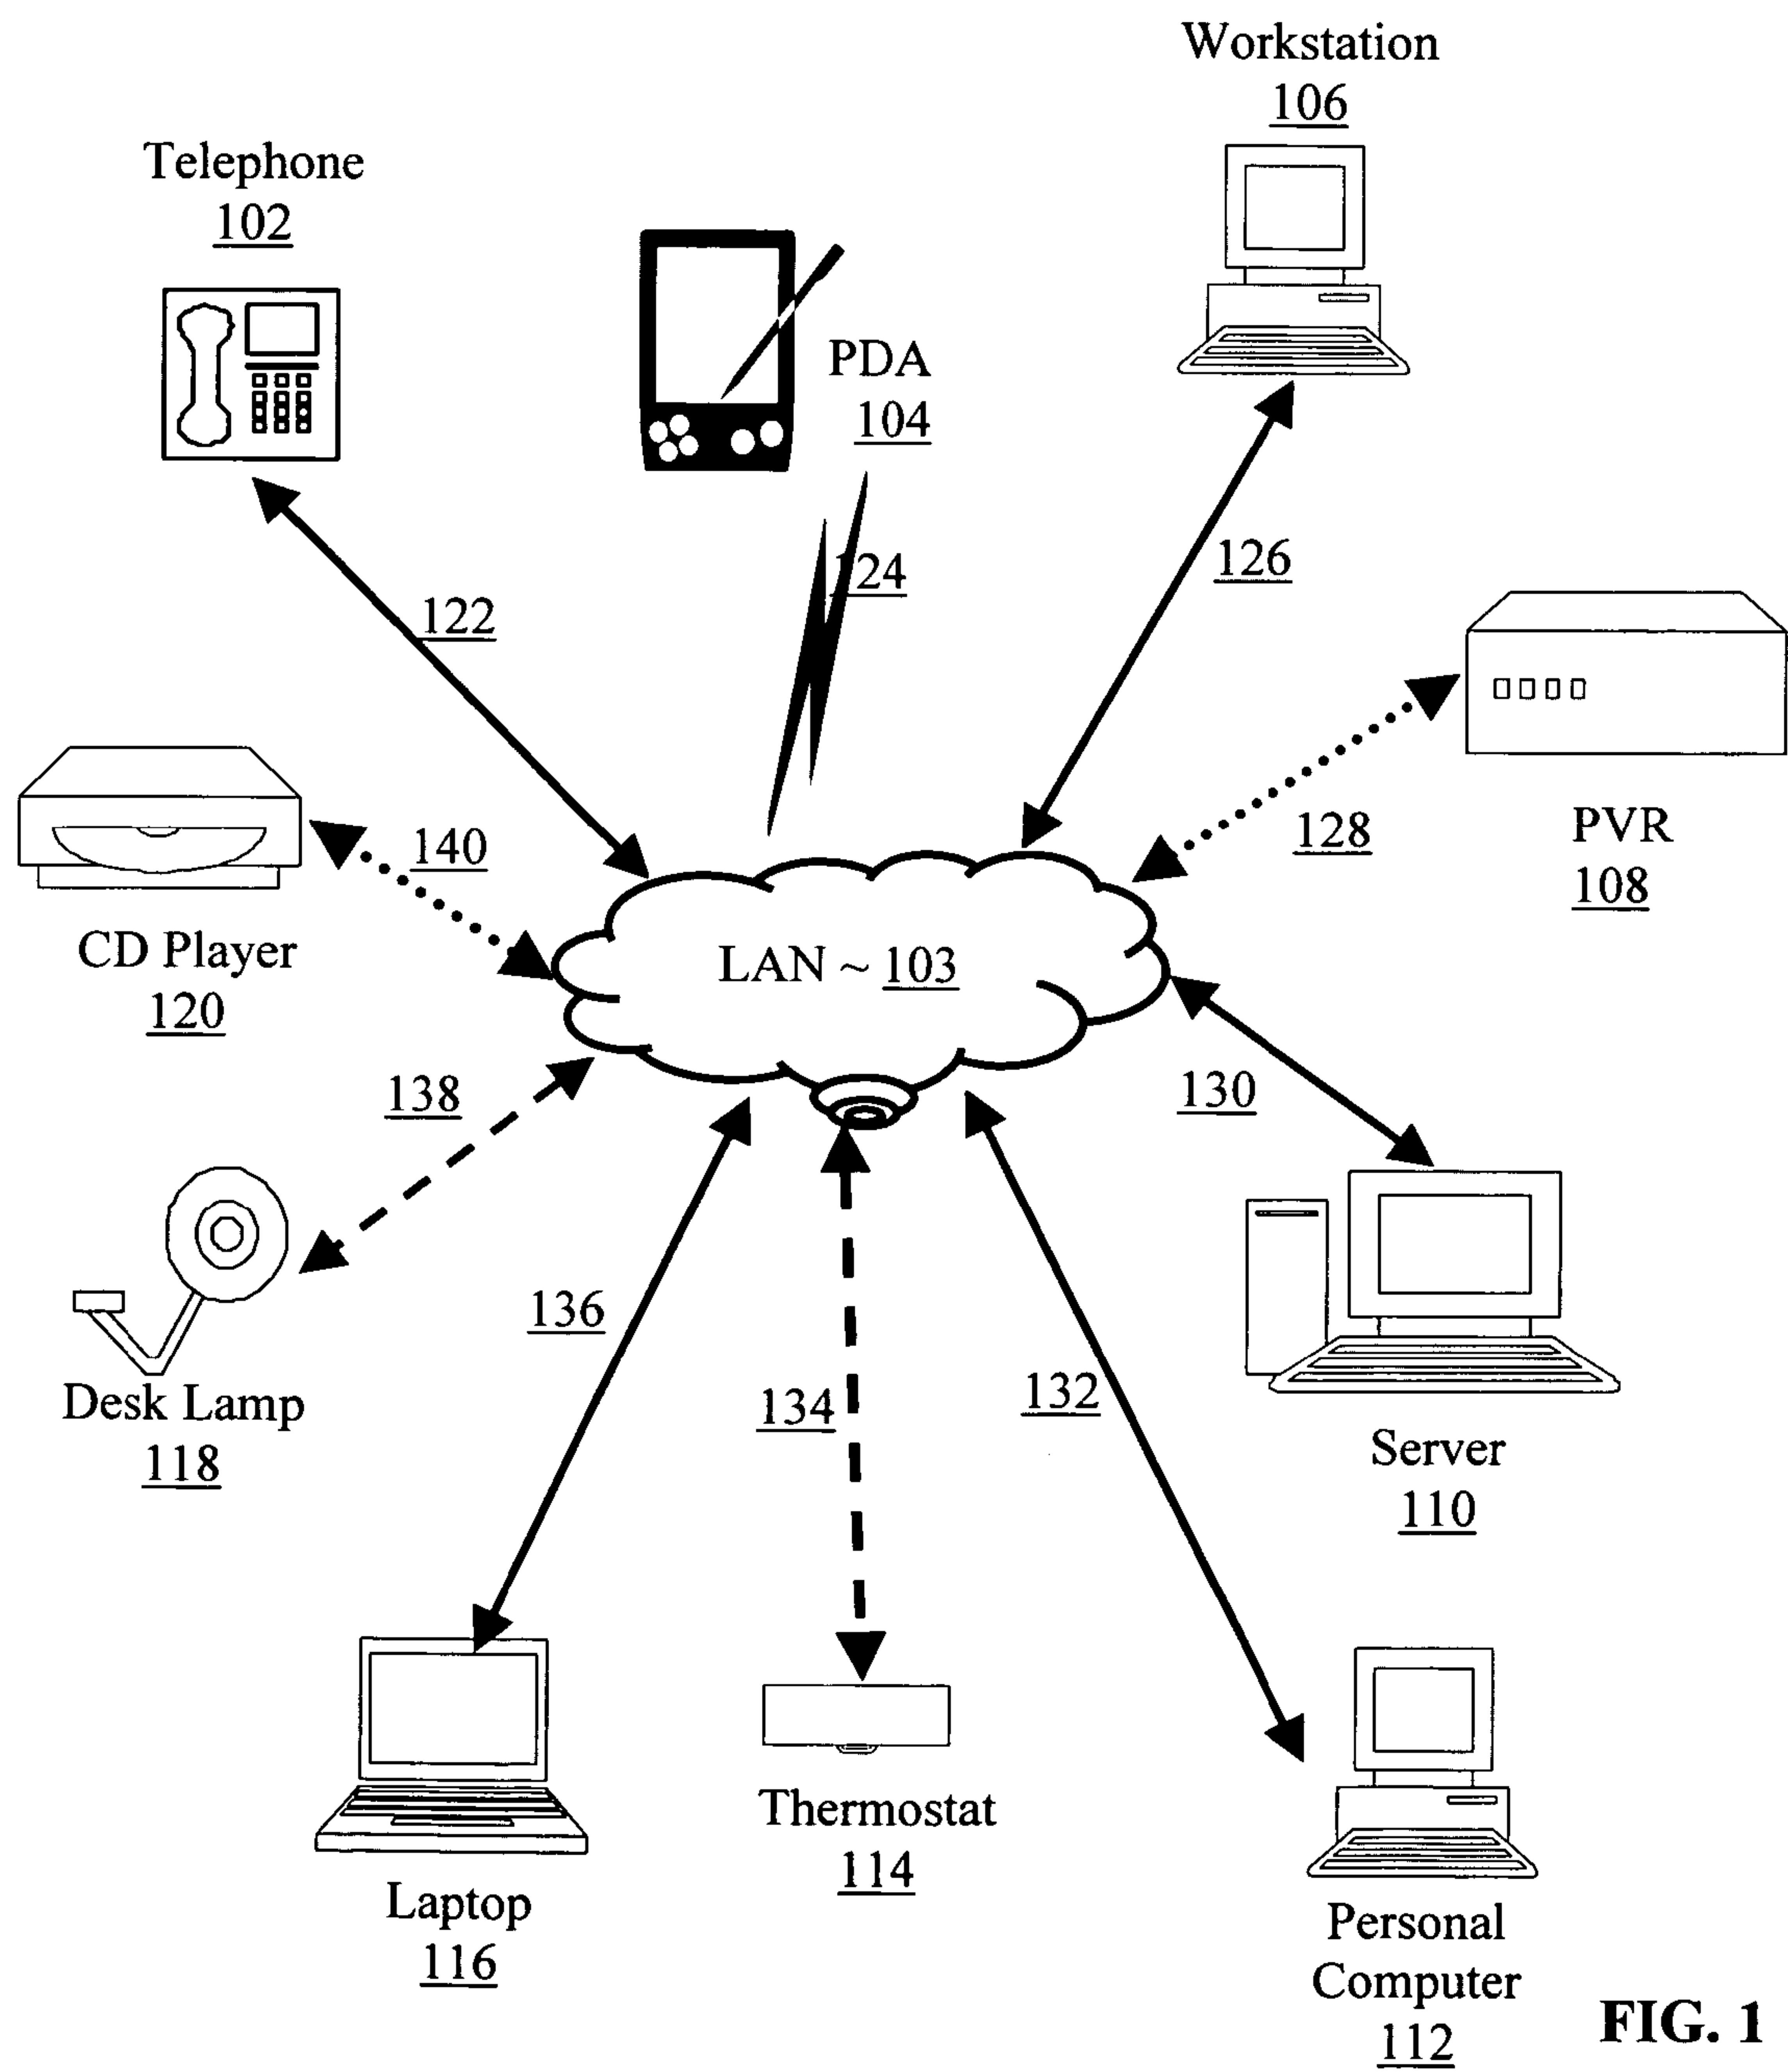 Workstation
106
Telephone
102
PDA
104
124
126
122
128
PVR
108
140
CD Player
120
LAN ~ 103
138
130
136
134
132
Desk Lamp
118
Server
110
Thermostat
114
Laptop
116
Personal
Computer
112
FIG. 1